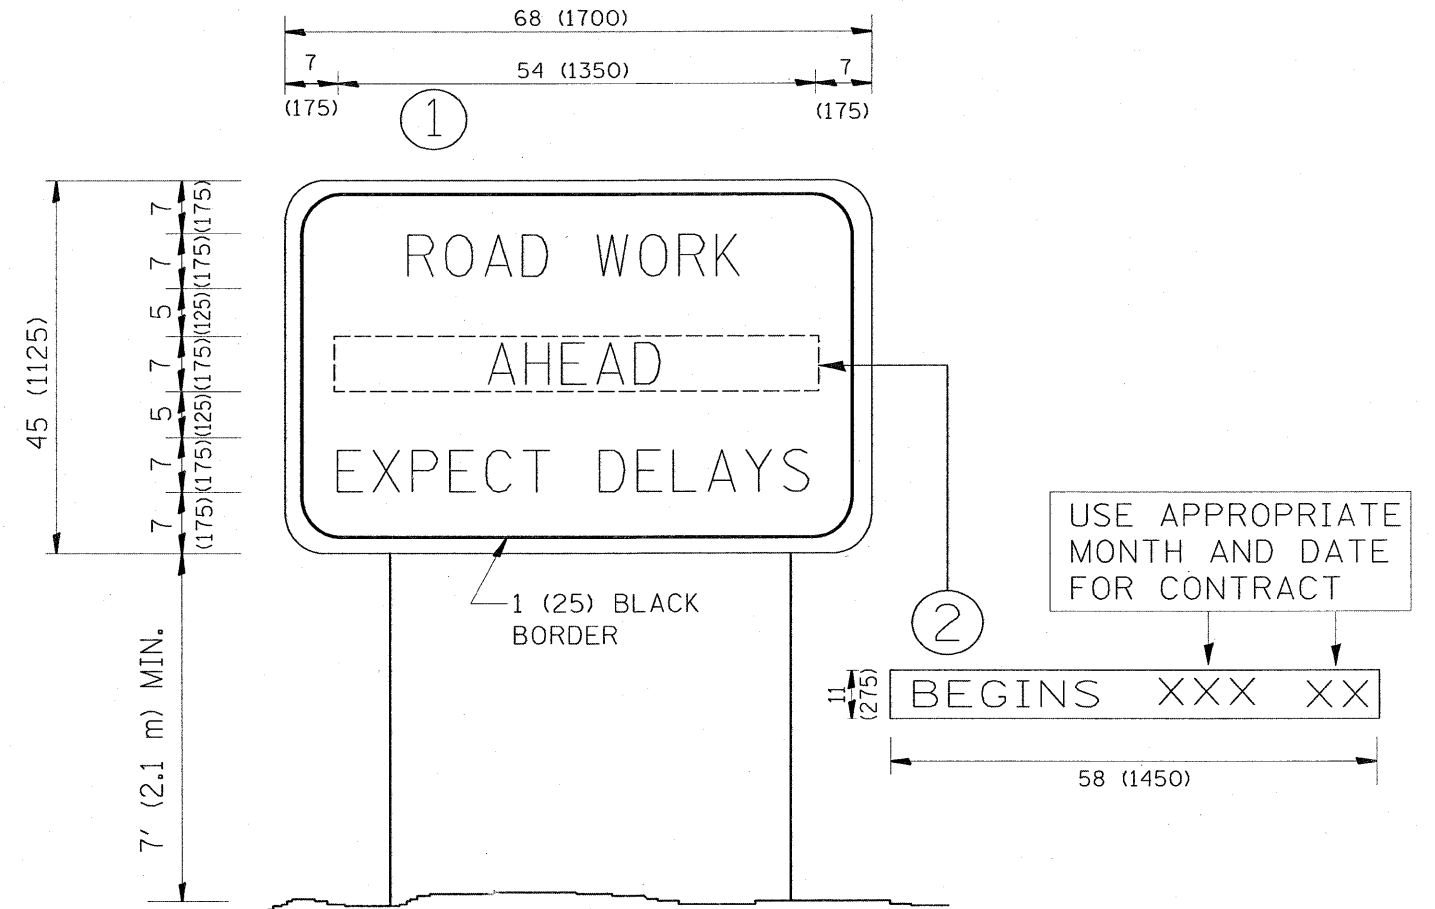 68 (1700)
7
54 (1350)
7
(175)
(175)
1
45 (1125)
7
(175)
7
(175)
5
(125)
7
(175)
5
(125)
7
(175)
7
(175)
ROAD WORK
AHEAD
EXPECT DELAYS
1 (25) BLACK
BORDER
7' (2.1 m) MIN.
2
USE APPROPRIATE
MONTH AND DATE
FOR CONTRACT
11
(275)
BEGINS XXX XX
58 (1450)